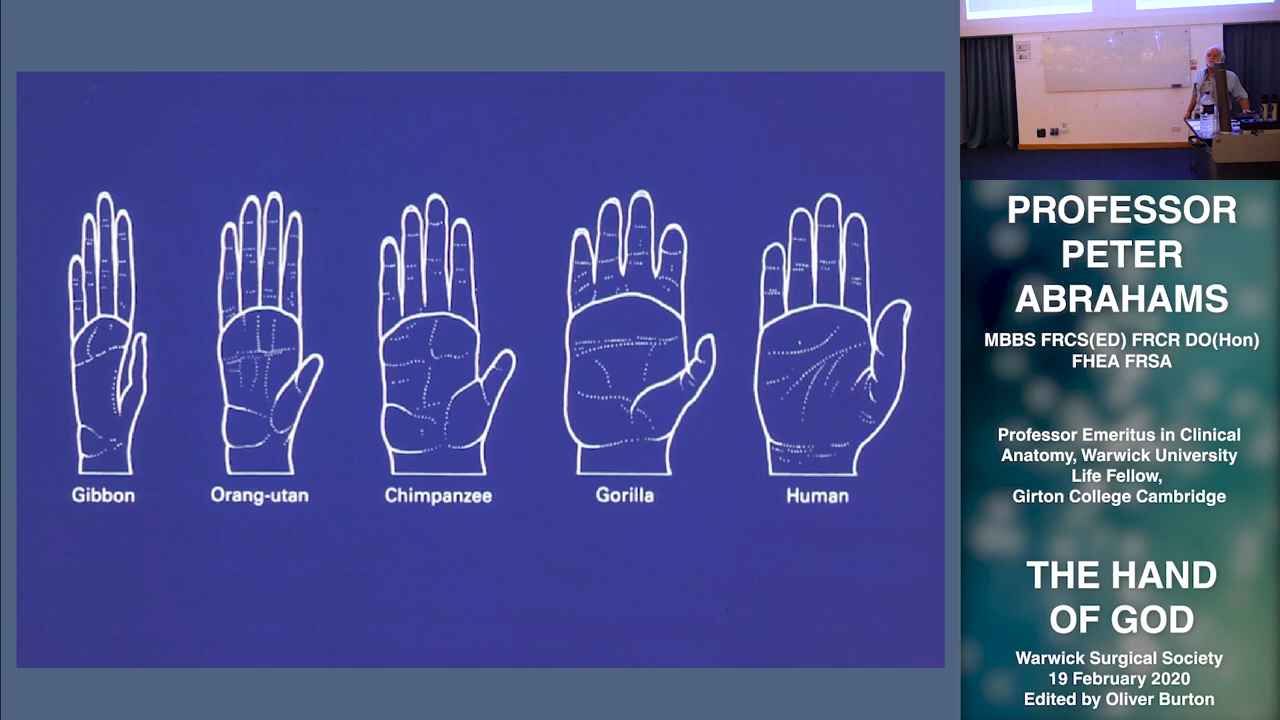 Gibbon
Orang-utan
Chimpanzee
Gorilla
Human
PROFESSOR
PETER
ABRAHAMS
MBBS FRCS(ED) FRCR DO(Hon)
FHEA FRSA
Professor Emeritus in Clinical
Anatomy, Warwick University
Life Fellow,
Girton College Cambridge
THE HAND
OF GOD
Warwick Surgical Society
19 February 2020
Edited by Oliver Burton